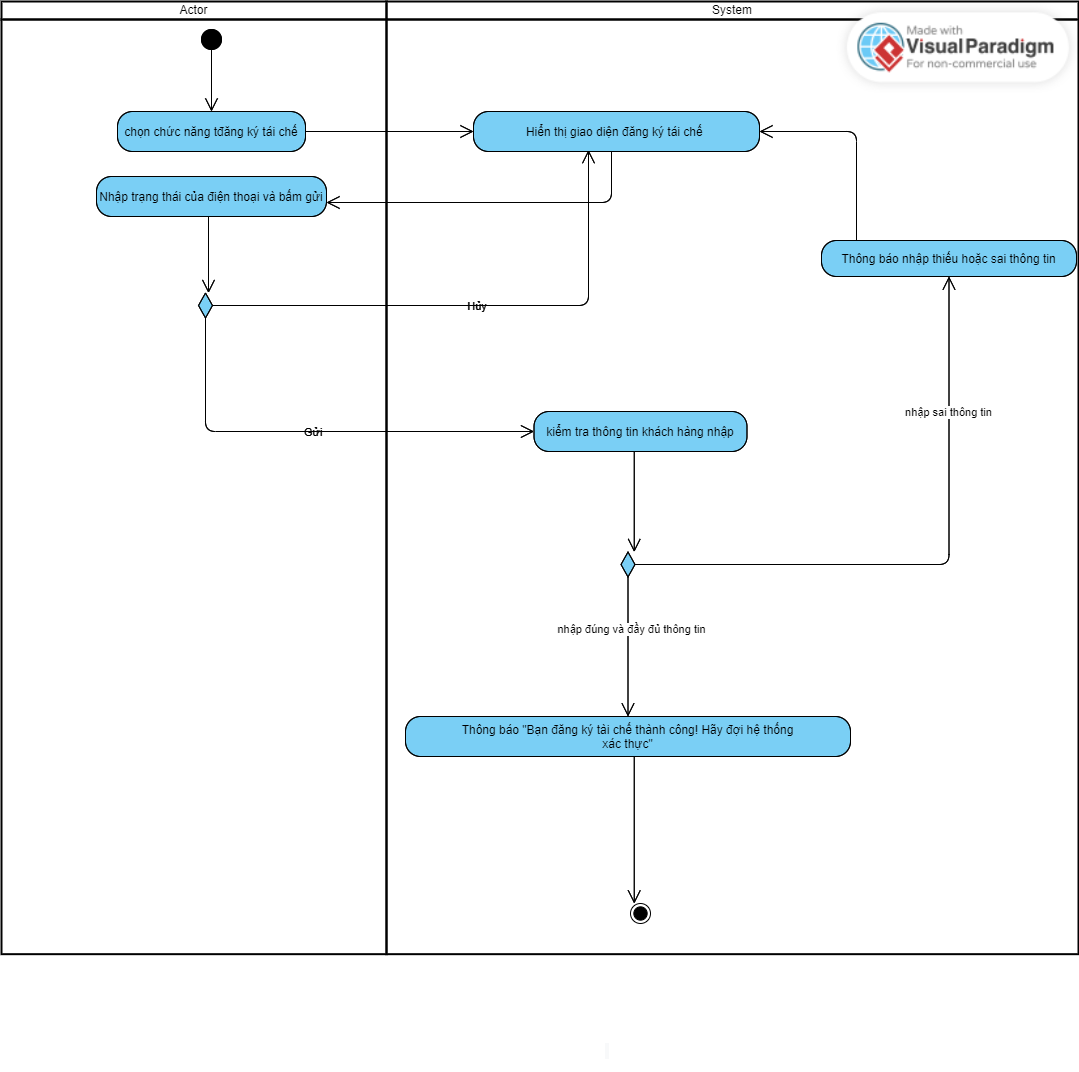 Actor
System
Made with
Visual Paradigm
For non-commercial use
chọn chức năng tđăng ký tái chế
Hiển thị giao diện đăng ký tái chế
Nhập trạng thái của điện thoại và bấm gửi
Thông báo nhập thiếu hoặc sai thông tin
Hủy
nhập sai thông tin
Gửi
kiểm tra thông tin khách hàng nhập
nhập đúng và đầy đủ thông tin
Thông báo "Bạn đăng ký tài chế thành công! Hãy đợi hệ thống
xác thực"